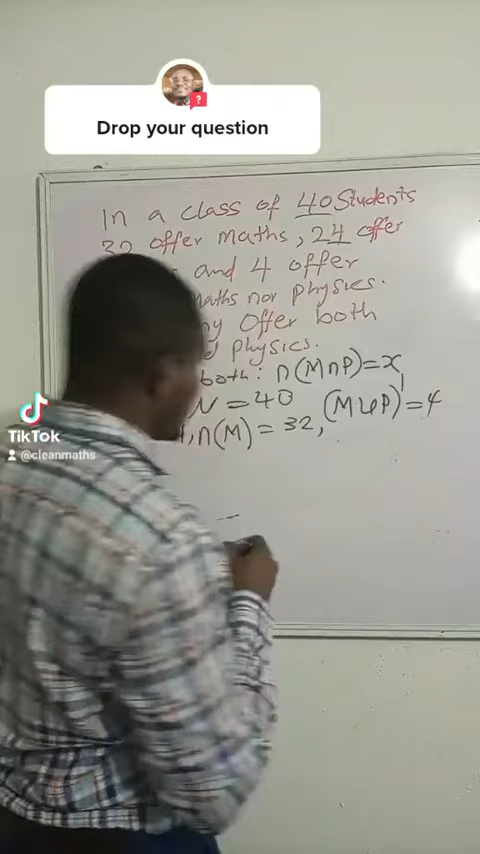 Drop your question
In a class of 40 Students
32 offer Maths, 24 offer
and 4 offer
Maths nor physics.
Offer both
physics.
both: n(M∩P)=x
= 40 (M∪P)'=4
n(M) = 32,
TikTok
@cleanmaths